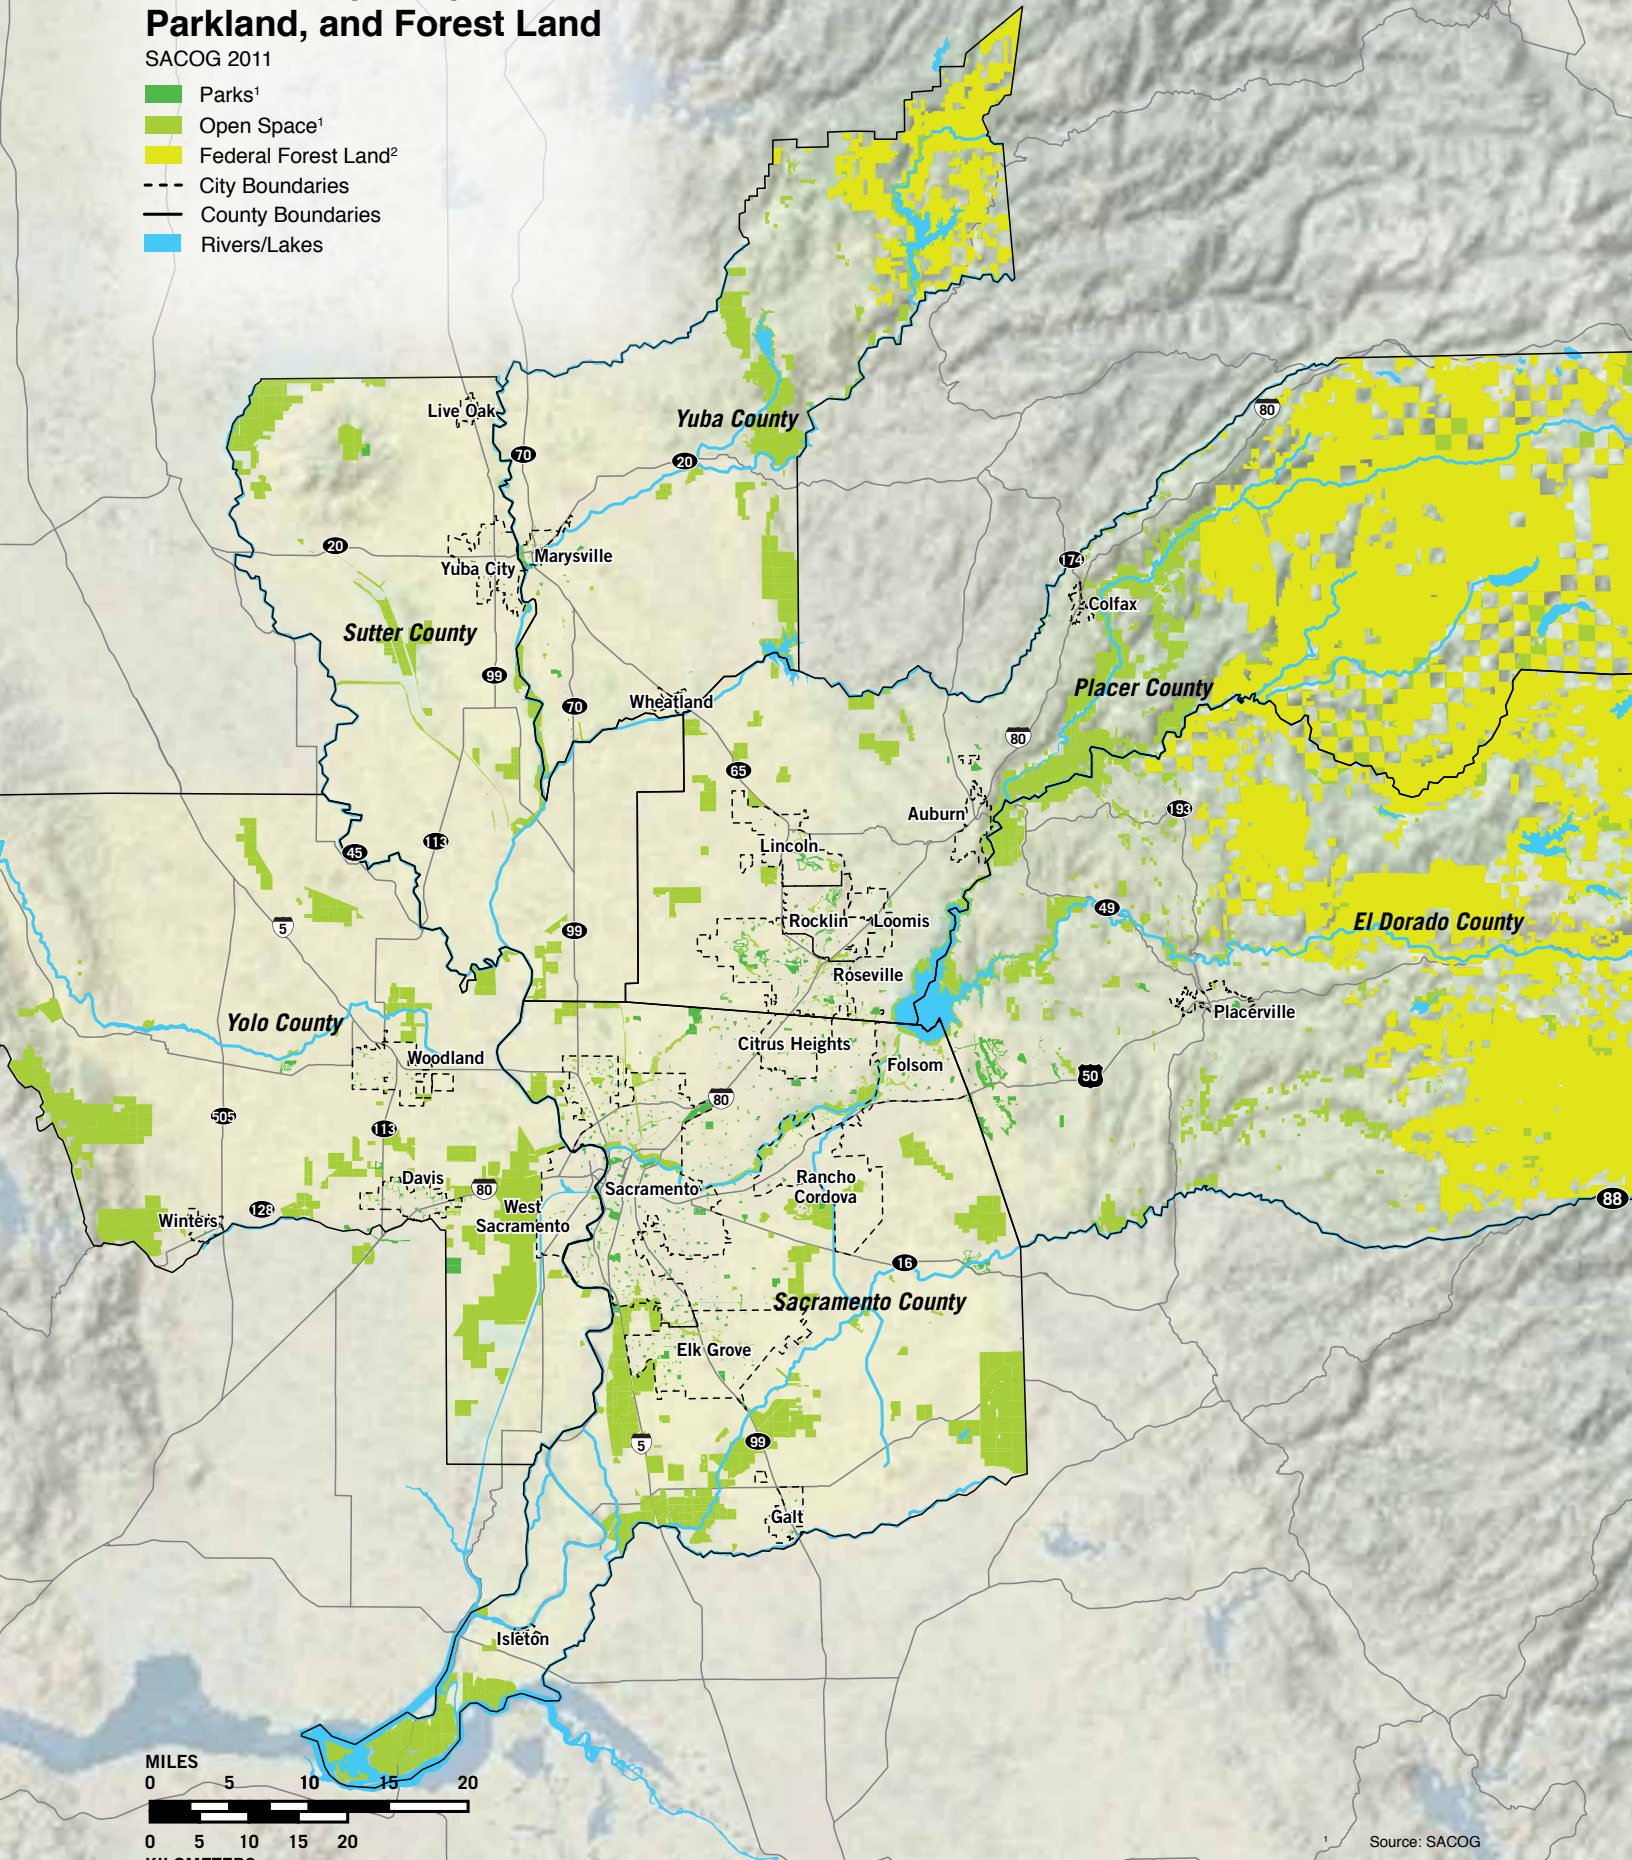 Parkland, and Forest Land
SACOG 2011
Parks¹
Open Space¹
Federal Forest Land²
City Boundaries
County Boundaries
Rivers/Lakes
80
Live Oak
Yuba County
70
20
20
Marysville
Yuba City
174
Colfax
Sutter County
99
70
Wheatland
Placer County
80
65
193
Auburn
113
45
Lincoln
49
5
99
Rocklin
Loomis
El Dorado County
Roseville
Yolo County
Placerville
Woodland
Citrus Heights
Folsom
50
80
505
113
Davis
80
Sacramento
Rancho
Cordova
88
128
Winters
West
Sacramento
16
Sacramento County
Elk Grove
5
99
Galt
Isleton
MILES
0 5 10 15 20
0 5 10 15 20
KILOMETERS
¹ Source: SACOG